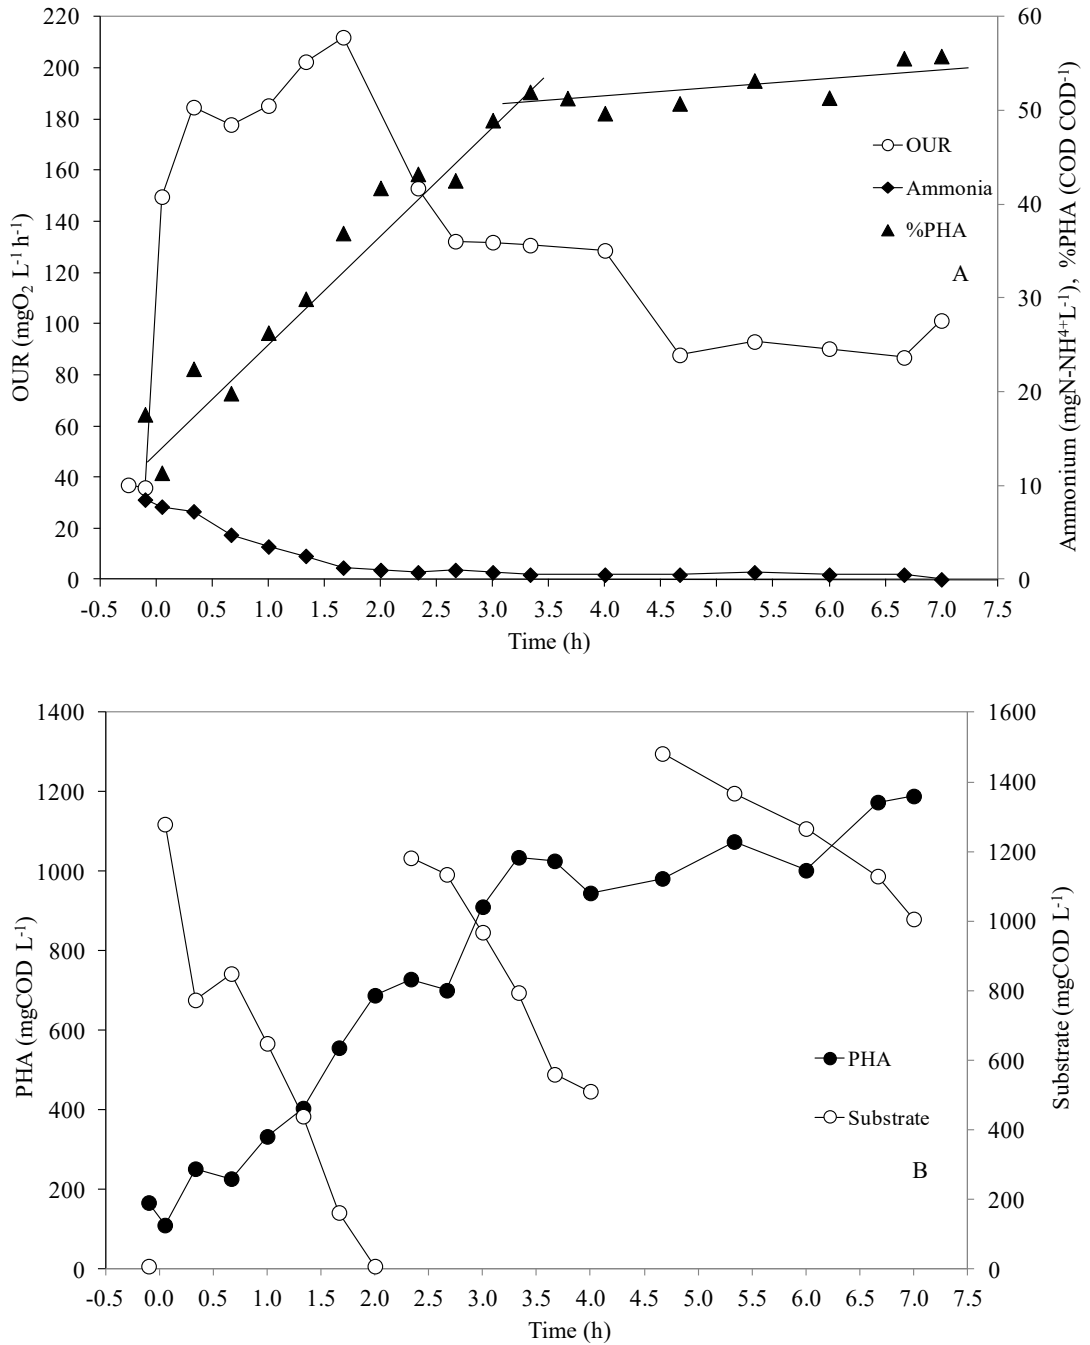 220
200
180
160
140
120
100
80
60
40
20
0
OUR (mgO₂ L⁻¹ h⁻¹)
60
50
40
30
20
10
0
Ammonium (mgN-NH⁴⁺L⁻¹), %PHA (COD COD⁻¹)
OUR
Ammonia
%PHA
A
-0.5 0.0 0.5 1.0 1.5 2.0 2.5 3.0 3.5 4.0 4.5 5.0 5.5 6.0 6.5 7.0 7.5
Time (h)
1400
1200
1000
800
600
400
200
0
PHA (mgCOD L⁻¹)
1600
1400
1200
1000
800
600
400
200
0
Substrate (mgCOD L⁻¹)
PHA
Substrate
B
-0.5 0.0 0.5 1.0 1.5 2.0 2.5 3.0 3.5 4.0 4.5 5.0 5.5 6.0 6.5 7.0 7.5
Time (h)